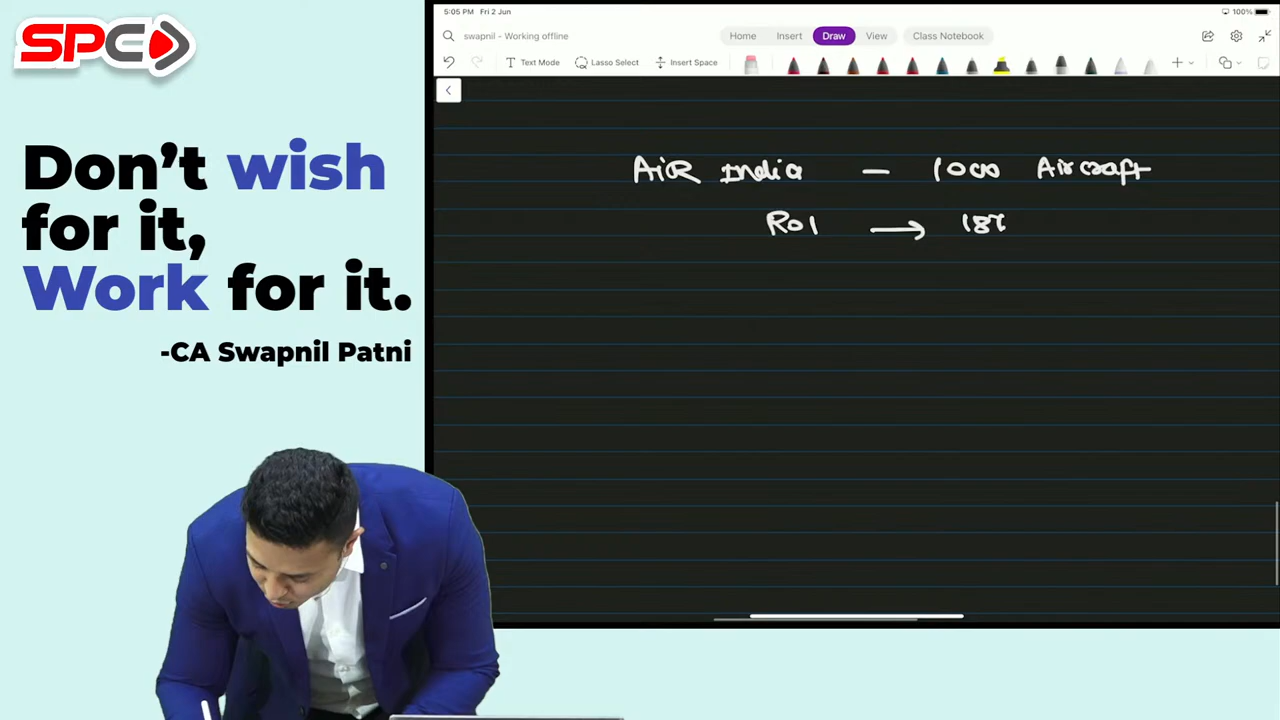 SPC
Don't wish
for it,
Work for it.
-CA Swapnil Patni
5:05 PM Fri 2 Jun
100%
swapnil - Working offline
Home Insert Draw View Class Notebook
Text Mode Lasso Select Insert Space
AiR India — 1000 Aircraft
RoI → 18%